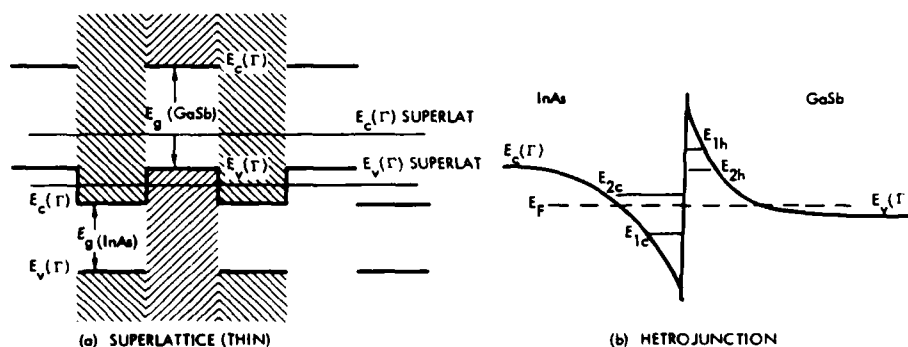 E_c(Γ)
E_g (GaSb)
E_c(Γ) SUPERLAT
E_v(Γ)
E_v(Γ) SUPERLAT
E_c(Γ)
E_g (InAs)
E_v(Γ)
(a) SUPERLATTICE (THIN)
InAs
GaSb
E_1h
E_c(Γ)
E_2h
E_2c
E_F
E_v(Γ
E_1c
(b) HETROJUNCTION